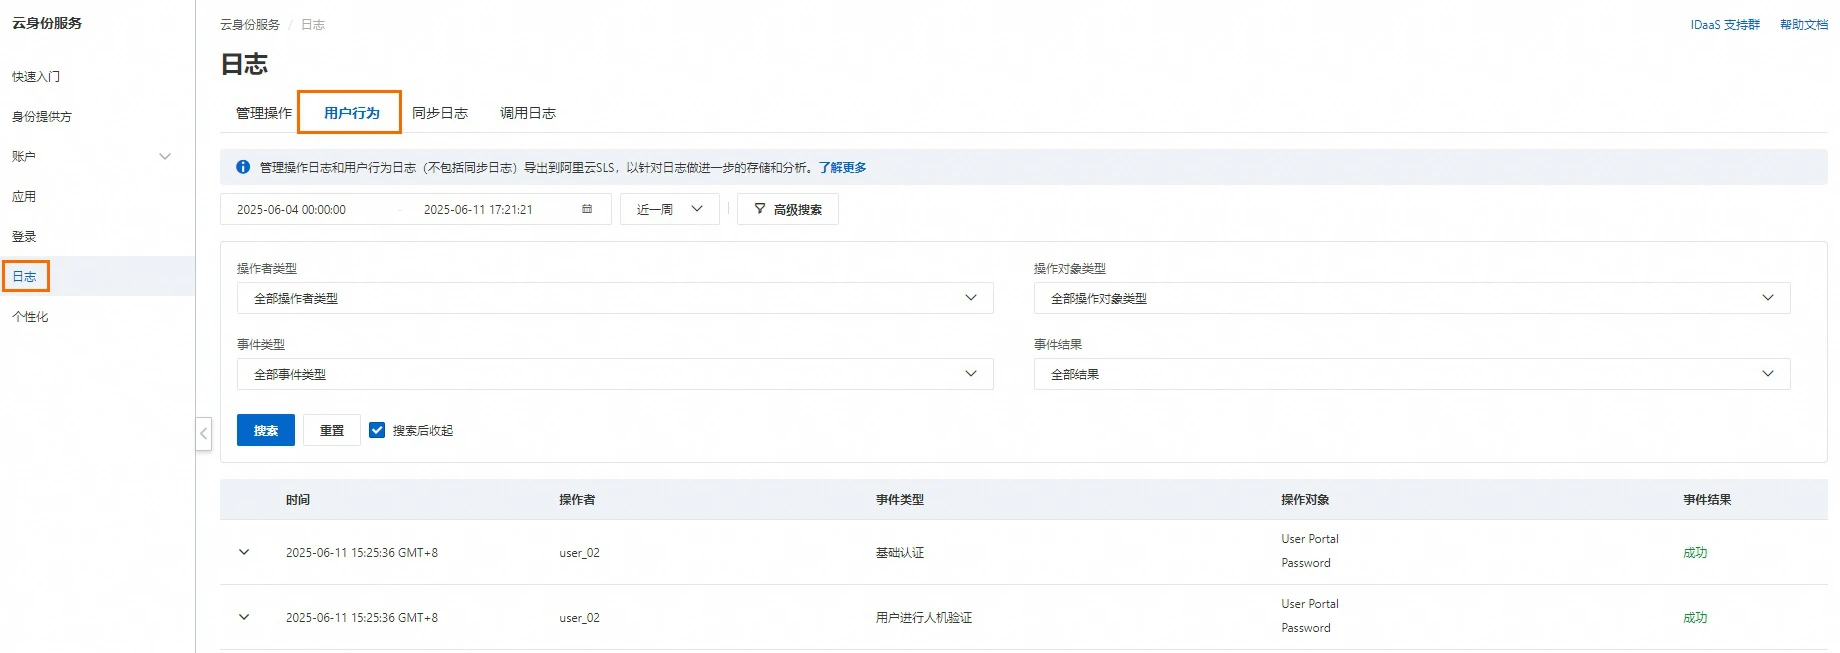 云身份服务
快速入门
身份提供方
账户
应用
登录
日志
个性化
云身份服务 / 日志
IDaaS 支持群 帮助文档
日志
管理操作 用户行为 同步日志 调用日志
管理操作日志和用户行为日志（不包括同步日志）导出到阿里云SLS，以针对日志做进一步的存储和分析。了解更多
2025-06-04 00:00:00 - 2025-06-11 17:21:21 近一周 高级搜索
操作者类型 操作对象类型
全部操作者类型 全部操作对象类型
事件类型 事件结果
全部事件类型 全部结果
搜索 重置 搜索后收起
时间 操作者 事件类型 操作对象 事件结果
2025-06-11 15:25:36 GMT+8 user_02 基础认证 User Portal 成功
Password
2025-06-11 15:25:36 GMT+8 user_02 用户进行人机验证 User Portal 成功
Password